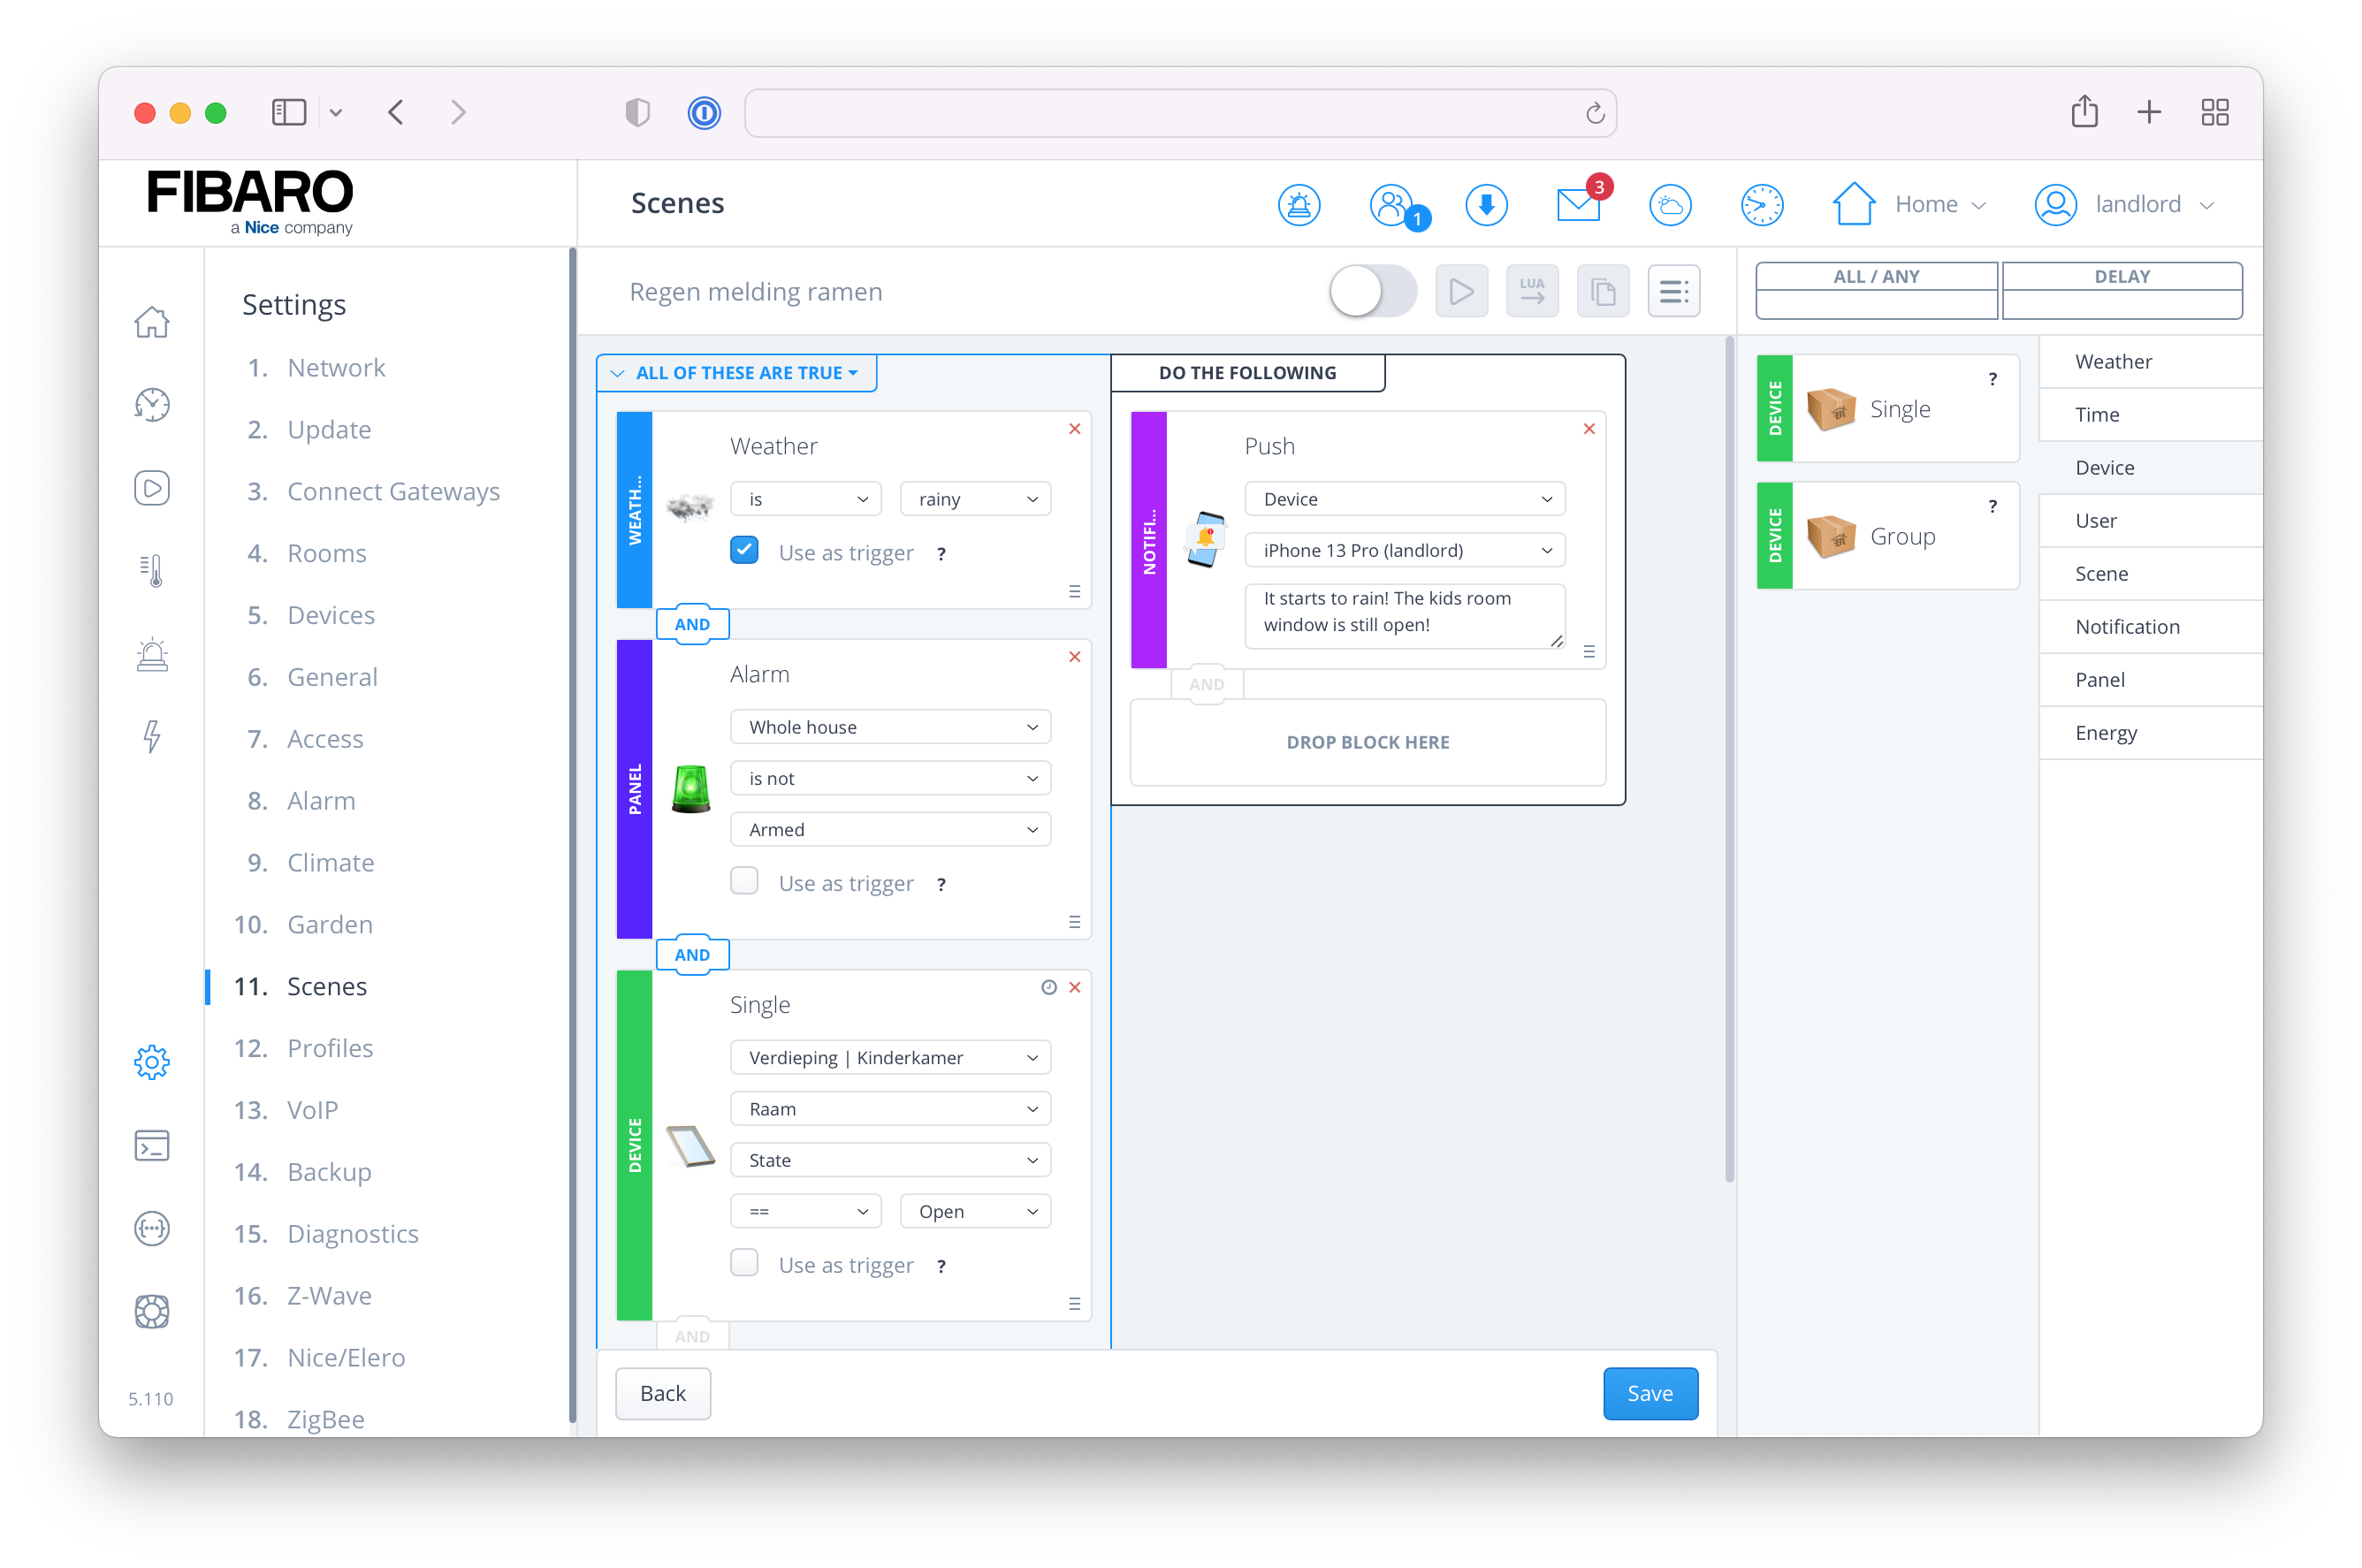 FIBARO
a Nice company
Scenes
1
3
Home
landlord
Settings
1. Network
2. Update
3. Connect Gateways
4. Rooms
5. Devices
6. General
7. Access
8. Alarm
9. Climate
10. Garden
11. Scenes
12. Profiles
13. VoIP
14. Backup
15. Diagnostics
16. Z-Wave
17. Nice/Elero
18. ZigBee
5.110
Regen melding ramen
LUA
ALL OF THESE ARE TRUE
WEATH...
Weather
is
rainy
Use as trigger ?
AND
PANEL
Alarm
Whole house
is not
Armed
Use as trigger ?
AND
DEVICE
Single
Verdieping | Kinderkamer
Raam
State
==
Open
Use as trigger ?
AND
DO THE FOLLOWING
NOTIFI...
Push
Device
iPhone 13 Pro (landlord)
It starts to rain! The kids room
window is still open!
AND
DROP BLOCK HERE
Back
Save
ALL / ANY
DELAY
DEVICE
Single
?
DEVICE
Group
?
Weather
Time
Device
User
Scene
Notification
Panel
Energy